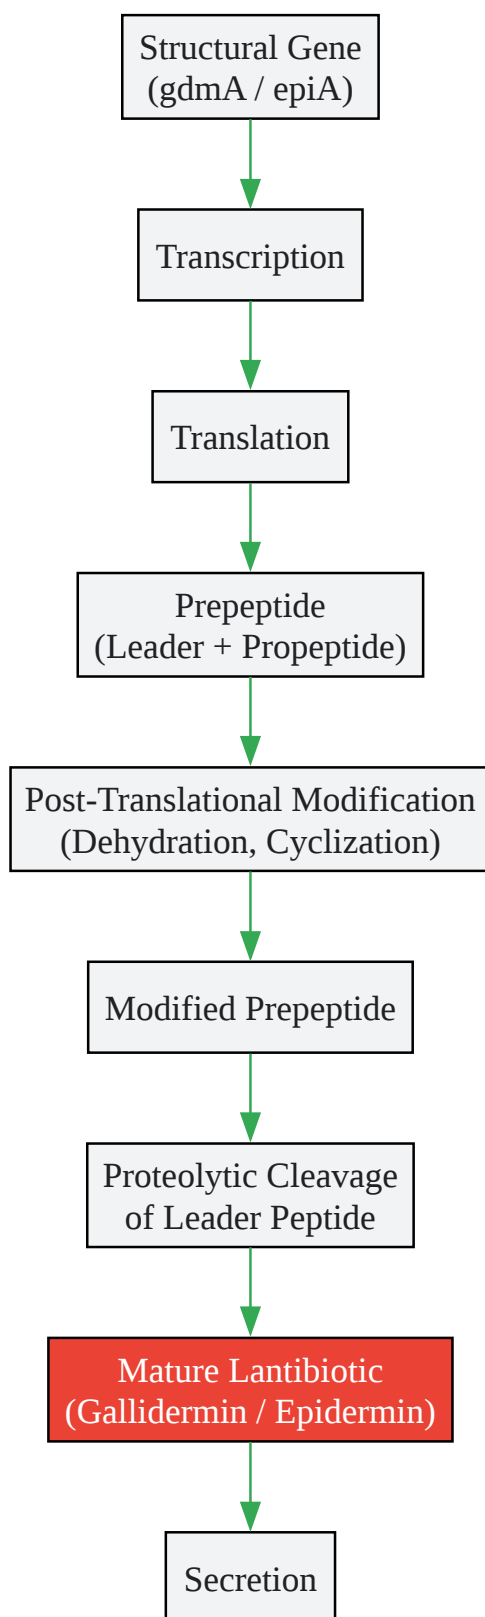 Structural Gene
(gdmA / epiA)
Transcription
Translation
Prepeptide
(Leader + Propeptide)
Post-Translational Modification
(Dehydration, Cyclization)
Modified Prepeptide
Proteolytic Cleavage
of Leader Peptide
Mature Lantibiotic
(Gallidermin / Epidermin)
Secretion